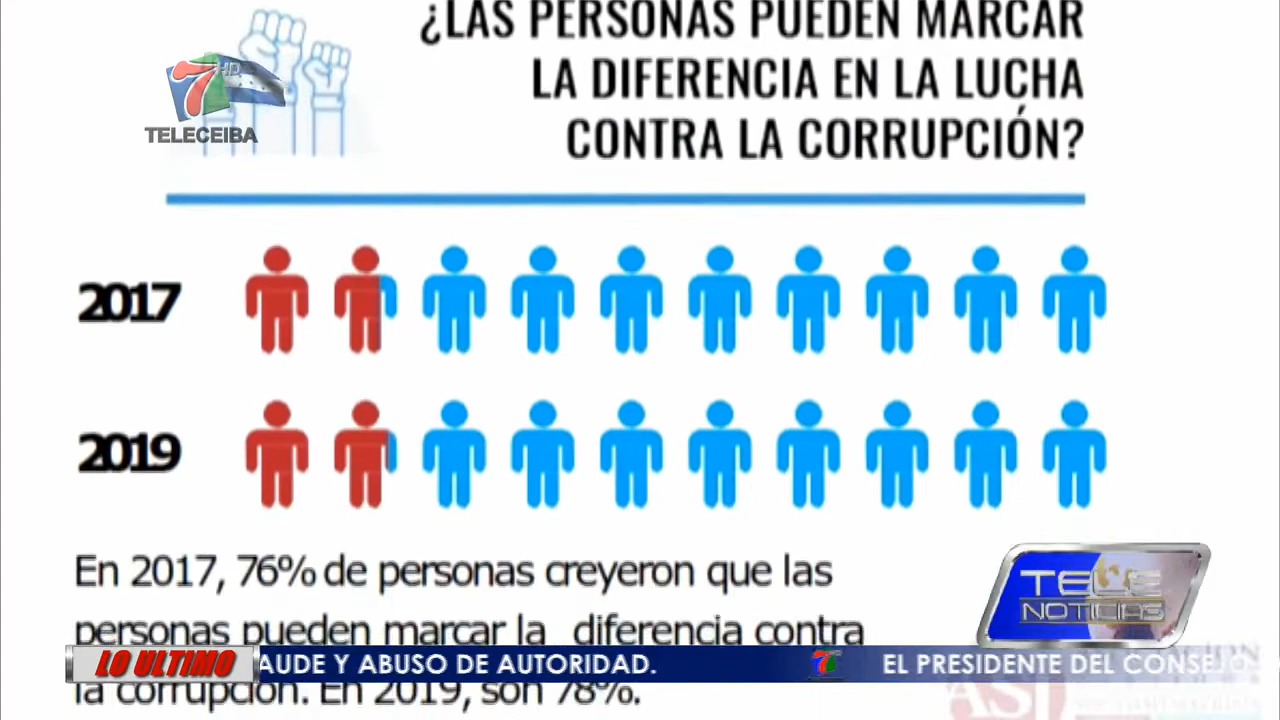 ¿LAS PERSONAS PUEDEN MARCAR
LA DIFERENCIA EN LA LUCHA
CONTRA LA CORRUPCIÓN?
7HD
TELECEIBA
2017
2019
En 2017, 76% de personas creyeron que las
personas pueden marcar la diferencia contra
la corrupción. En 2019, son 78%.
TELE
NOTICIAS
LO ULTIMO
AUDE Y ABUSO DE AUTORIDAD.
7
EL PRESIDENTE DEL CONSEJO